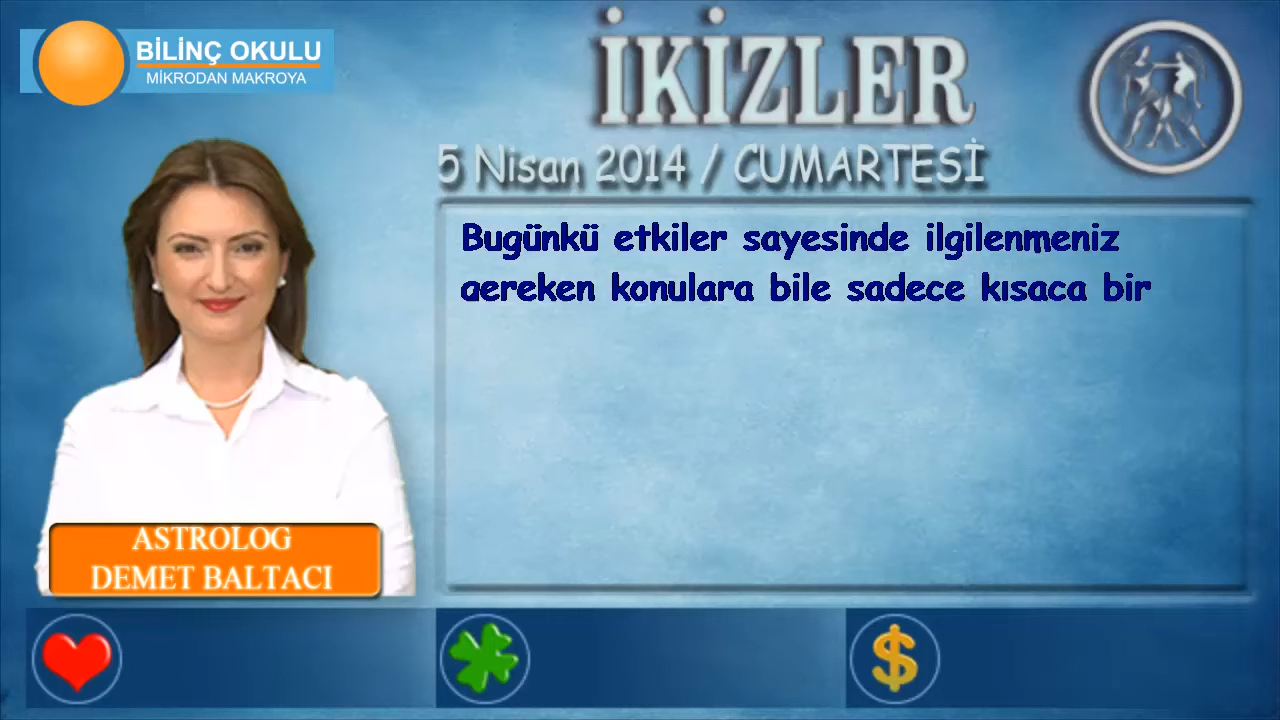 BİLİNÇ OKULU
MİKRODAN MAKROYA
İKİZLER
5 Nisan 2014 / CUMARTESİ
Bugünkü etkiler sayesinde ilgilenmeniz
gereken konulara bile sadece kısaca bir
ASTROLOG
DEMET BALTACI
$